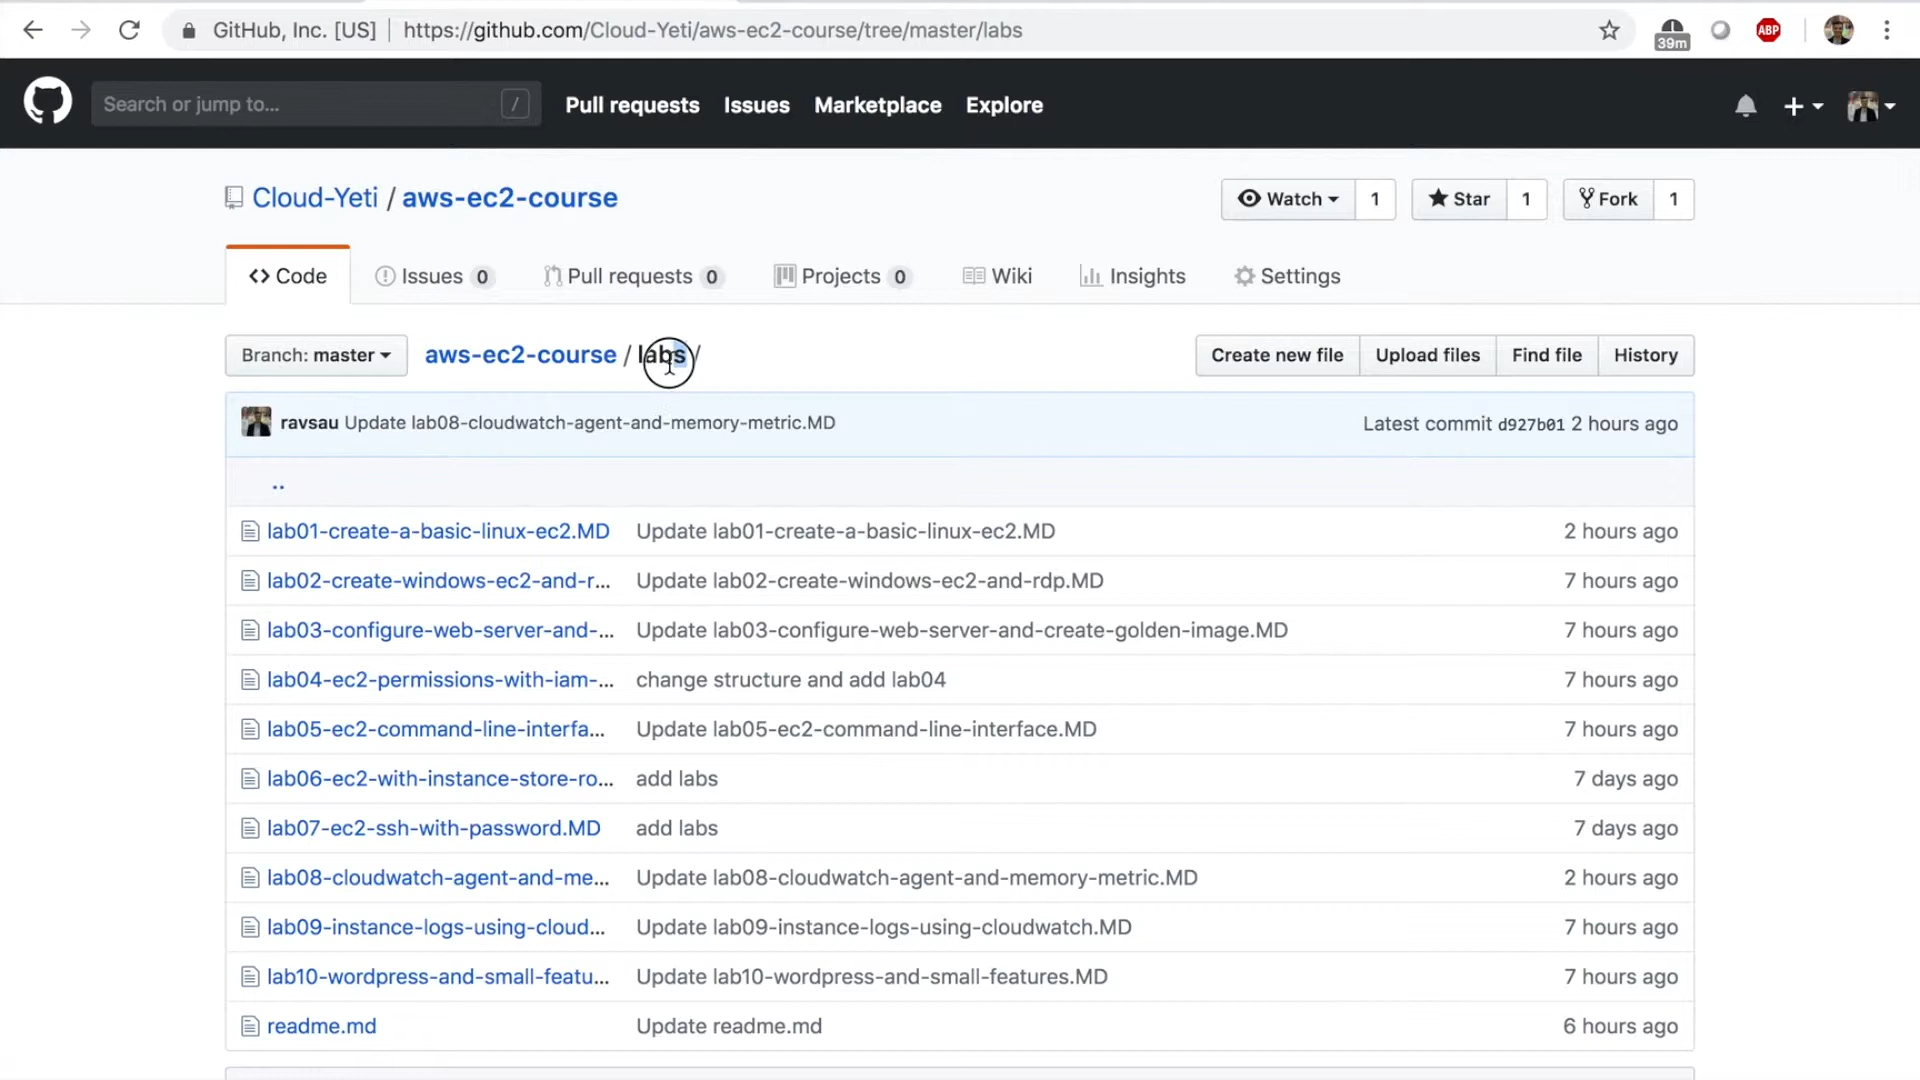 GitHub, Inc. [US] | https://github.com/Cloud-Yeti/aws-ec2-course/tree/master/labs
39m
ABP
Search or jump to... /
Pull requests Issues Marketplace Explore
Cloud-Yeti / aws-ec2-course
Watch 1 Star 1 Fork 1
Code Issues 0 Pull requests 0 Projects 0 Wiki Insights Settings
Branch: master aws-ec2-course / labs / Create new file Upload files Find file History
ravsau Update lab08-cloudwatch-agent-and-memory-metric.MD Latest commit d927b01 2 hours ago
..
lab01-create-a-basic-linux-ec2.MD Update lab01-create-a-basic-linux-ec2.MD 2 hours ago
lab02-create-windows-ec2-and-r... Update lab02-create-windows-ec2-and-rdp.MD 7 hours ago
lab03-configure-web-server-and-... Update lab03-configure-web-server-and-create-golden-image.MD 7 hours ago
lab04-ec2-permissions-with-iam-... change structure and add lab04 7 hours ago
lab05-ec2-command-line-interfa... Update lab05-ec2-command-line-interface.MD 7 hours ago
lab06-ec2-with-instance-store-ro... add labs 7 days ago
lab07-ec2-ssh-with-password.MD add labs 7 days ago
lab08-cloudwatch-agent-and-me... Update lab08-cloudwatch-agent-and-memory-metric.MD 2 hours ago
lab09-instance-logs-using-cloud... Update lab09-instance-logs-using-cloudwatch.MD 7 hours ago
lab10-wordpress-and-small-featu... Update lab10-wordpress-and-small-features.MD 7 hours ago
readme.md Update readme.md 6 hours ago